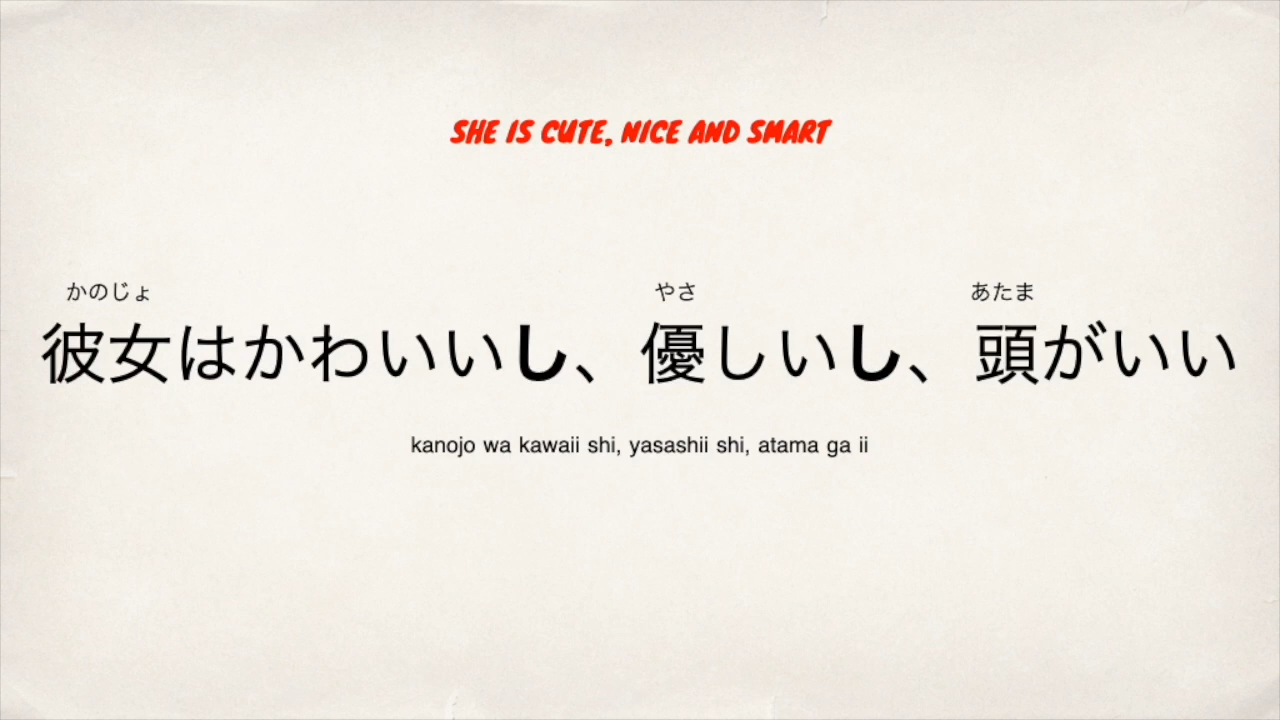 SHE IS CUTE, NICE AND SMART
かのじょ やさ あたま
彼女はかわいいし、優しいし、頭がいい
kanojo wa kawaii shi, yasashii shi, atama ga ii